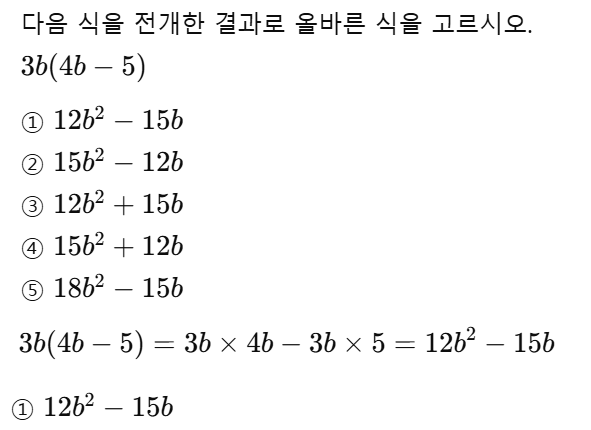 다음 식을 전개한 결과로 올바른 식을 고르시오.
3b(4b − 5)
① 12b² − 15b
② 15b² − 12b
③ 12b² + 15b
④ 15b² + 12b
⑤ 18b² − 15b
3b(4b − 5) = 3b × 4b − 3b × 5 = 12b² − 15b
① 12b² − 15b